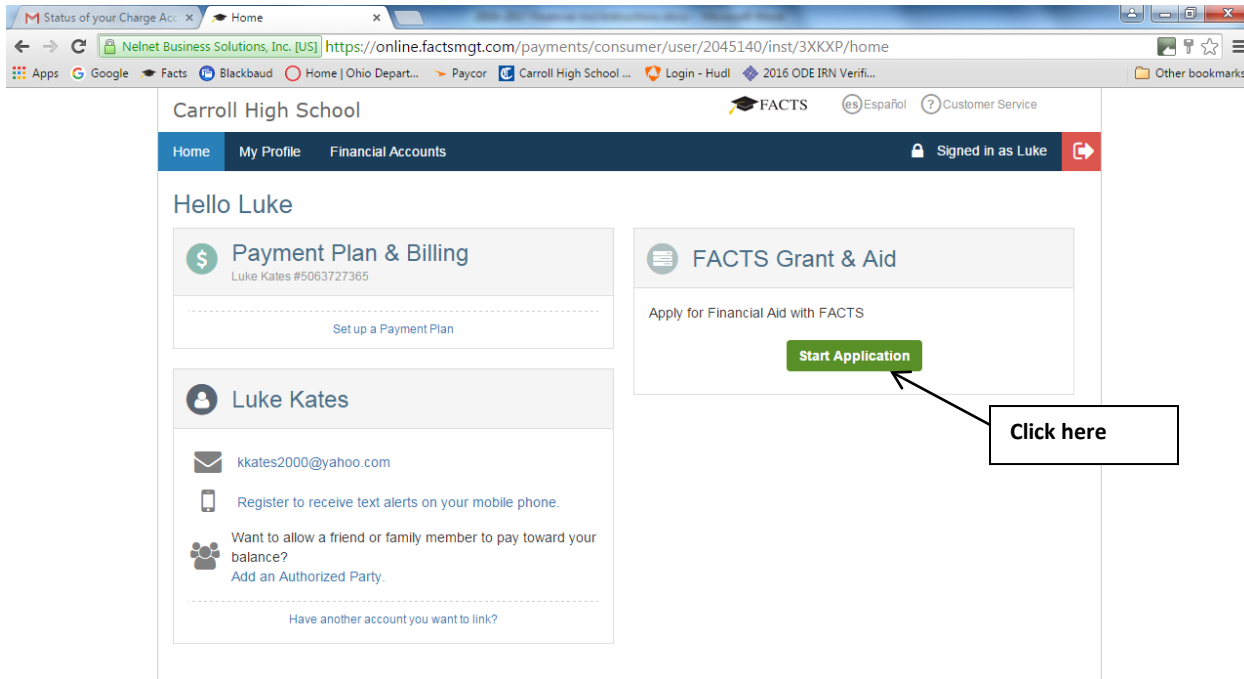 Status of your Charge Acc
Home
Nelnet Business Solutions, Inc. [US] https://online.factsmgt.com/payments/consumer/user/2045140/inst/3XKXP/home
Apps Google Facts Blackbaud Home | Ohio Depart... Paycor Carroll High School ... Login - Hudl 2016 ODE IRN Verifi... Other bookmarks
Carroll High School FACTS es Español ? Customer Service
Home My Profile Financial Accounts Signed in as Luke
Hello Luke
Payment Plan & Billing
Luke Kates #5063727365
Set up a Payment Plan
FACTS Grant & Aid
Apply for Financial Aid with FACTS
Start Application
Click here
Luke Kates
kkates2000@yahoo.com
Register to receive text alerts on your mobile phone.
Want to allow a friend or family member to pay toward your
balance?
Add an Authorized Party.
Have another account you want to link?